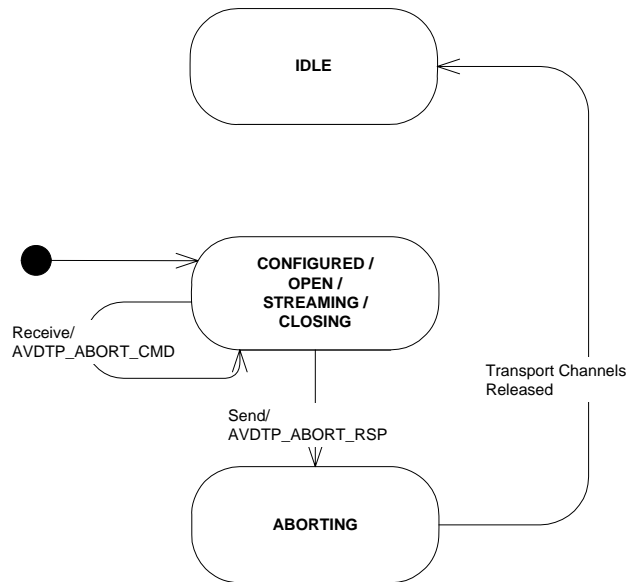 IDLE
CONFIGURED /
OPEN /
STREAMING /
CLOSING
Receive/
AVDTP_ABORT_CMD
Transport Channels
Released
Send/
AVDTP_ABORT_RSP
ABORTING